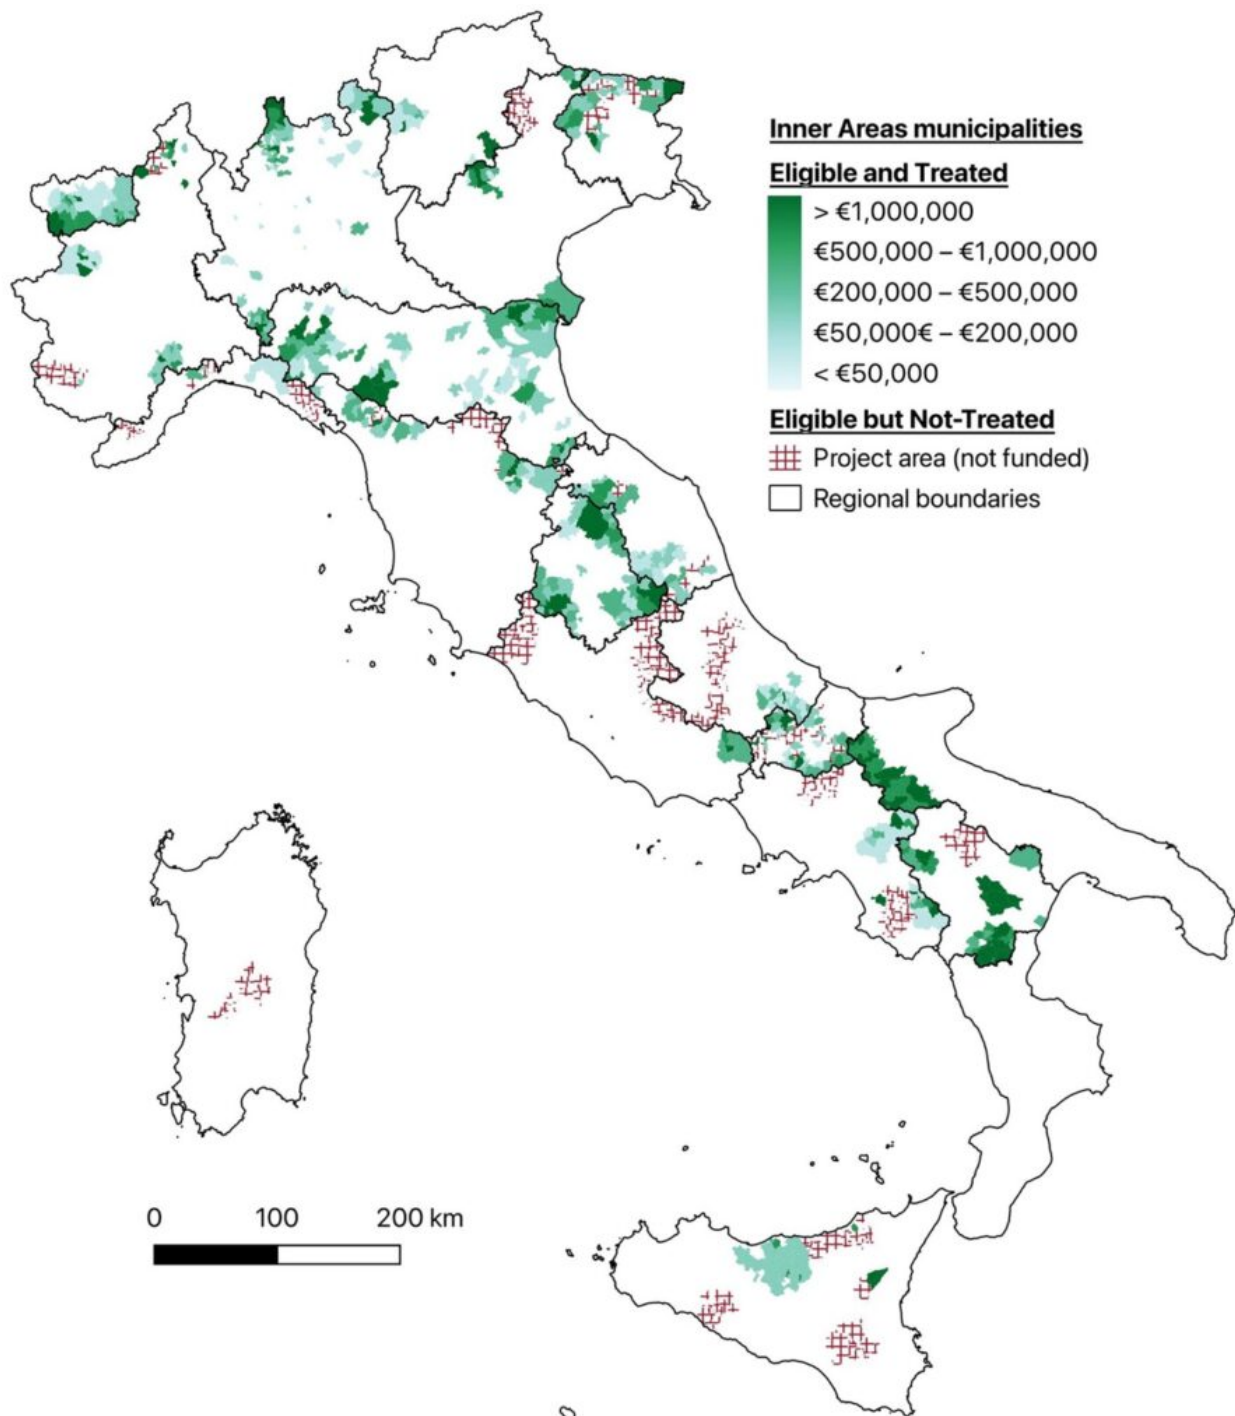 Inner Areas municipalities
Eligible and Treated
> €1,000,000
€500,000 – €1,000,000
€200,000 – €500,000
€50,000€ – €200,000
< €50,000
Eligible but Not-Treated
Project area (not funded)
Regional boundaries
0 100 200 km